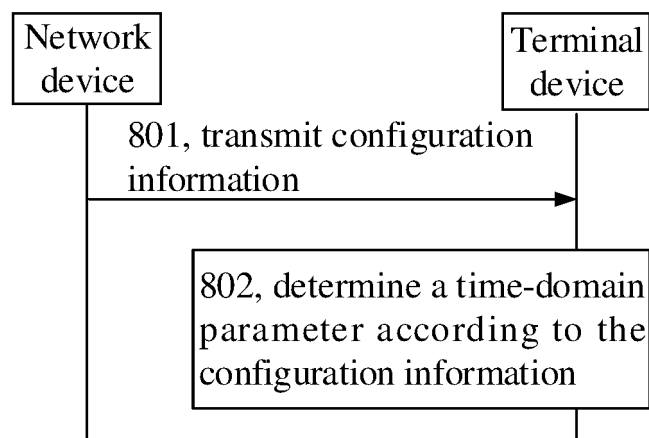 Network
device
Terminal
device
801, transmit configuration
information
802, determine a time-domain
parameter according to the
configuration information